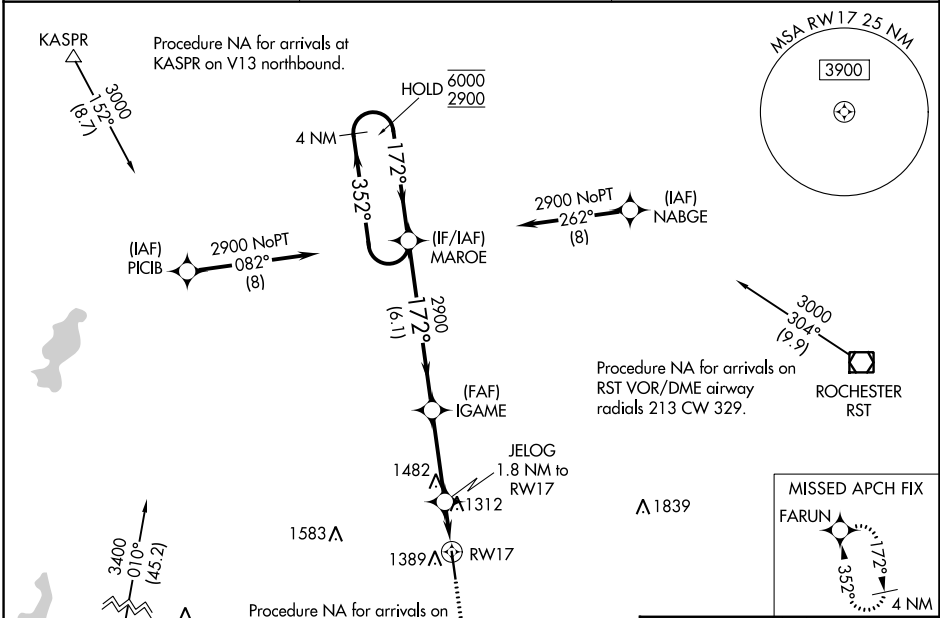 KASPR
3000
152°
(8.7)
Procedure NA for arrivals at
KASPR on V13 northbound.
HOLD 6000
2900
4 NM
172°
352°
MSA RW17 25 NM
3900
(IAF)
PICIB
2900 NoPT
082°
(8)
(IF/IAF)
MAROE
2900 NoPT
262°
(8)
(IAF)
NABGE
2900
172°
(6.1)
3000
304°
(9.9)
ROCHESTER
RST
Procedure NA for arrivals on
RST VOR/DME airway
radials 213 CW 329.
(FAF)
IGAME
JELOG
1.8 NM to
RW17
1482
1312
1839
1583
1389
RW17
3400
010°
(45.2)
MISSED APCH FIX
FARUN
172°
352°
4 NM
Procedure NA for arrivals on